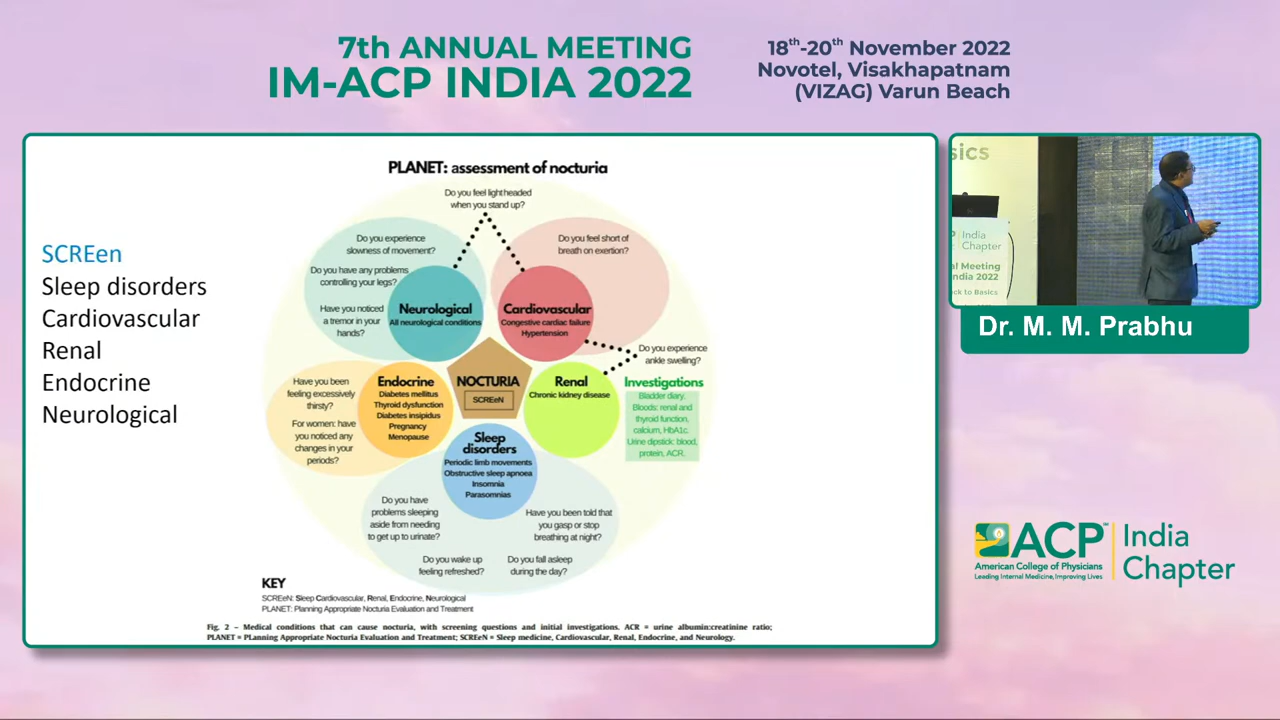 7th ANNUAL MEETING
IM-ACP INDIA 2022
18th-20th November 2022
Novotel, Visakhapatnam
(VIZAG) Varun Beach
SCREen
Sleep disorders
Cardiovascular
Renal
Endocrine
Neurological
PLANET: assessment of nocturia
Do you feel lightheaded
when you stand up?
Do you experience
slowness of movement?
Do you have any problems
controlling your legs?
Have you noticed
a tremor in your
hands?
Neurological
All neurological conditions
Do you feel short of
breath on exertion?
Cardiovascular
Congestive cardiac failure
Hypertension
Do you experience
ankle swelling?
Have you been
feeling excessively
thirsty?
For women: have
you noticed any
changes in your
periods?
Endocrine
Diabetes mellitus
Thyroid dysfunction
Diabetes insipidus
Pregnancy
Menopause
NOCTURIA
SCREeN
Renal
Chronic kidney disease
Investigations
Bladder diary.
Bloods: renal and
thyroid function,
calcium, HbA1c.
Urine dipstick: blood,
protein, ACR.
Sleep
disorders
Periodic limb movements
Obstructive sleep apnoea
Insomnia
Parasomnias
Do you have
problems sleeping
aside from needing
to get up to urinate?
Have you been told that
you gasp or stop
breathing at night?
Do you wake up
feeling refreshed?
Do you fall asleep
during the day?
KEY
SCREeN: Sleep Cardiovascular, Renal, Endocrine, Neurological
PLANET: Planning Appropriate Nocturia Evaluation and Treatment
Fig. 2 – Medical conditions that can cause nocturia, with screening questions and initial investigations. ACR = urine albumin:creatinine ratio;
PLANET = PLanning Appropriate Nocturia Evaluation and Treatment; SCREeN = Sleep medicine, Cardiovascular, Renal, Endocrine, and Neurology.
sics
India
Chapter
al Meeting
ndia 2022
ck to Basics
Dr. M. M. Prabhu
ACP
American College of Physicians
Leading Internal Medicine, Improving Lives
India
Chapter